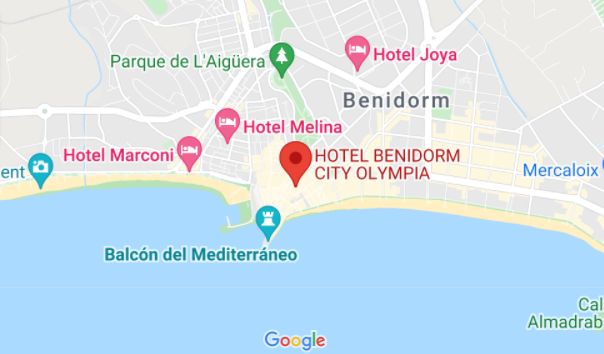 Hotel Joya
Parque de L'Aigüera
Benidorm
Hotel Melina
Hotel Marconi
HOTEL BENIDORM
CITY OLYMPIA
Mercaloix
ent
Balcón del Mediterráneo
Cal
Almadrab
Google